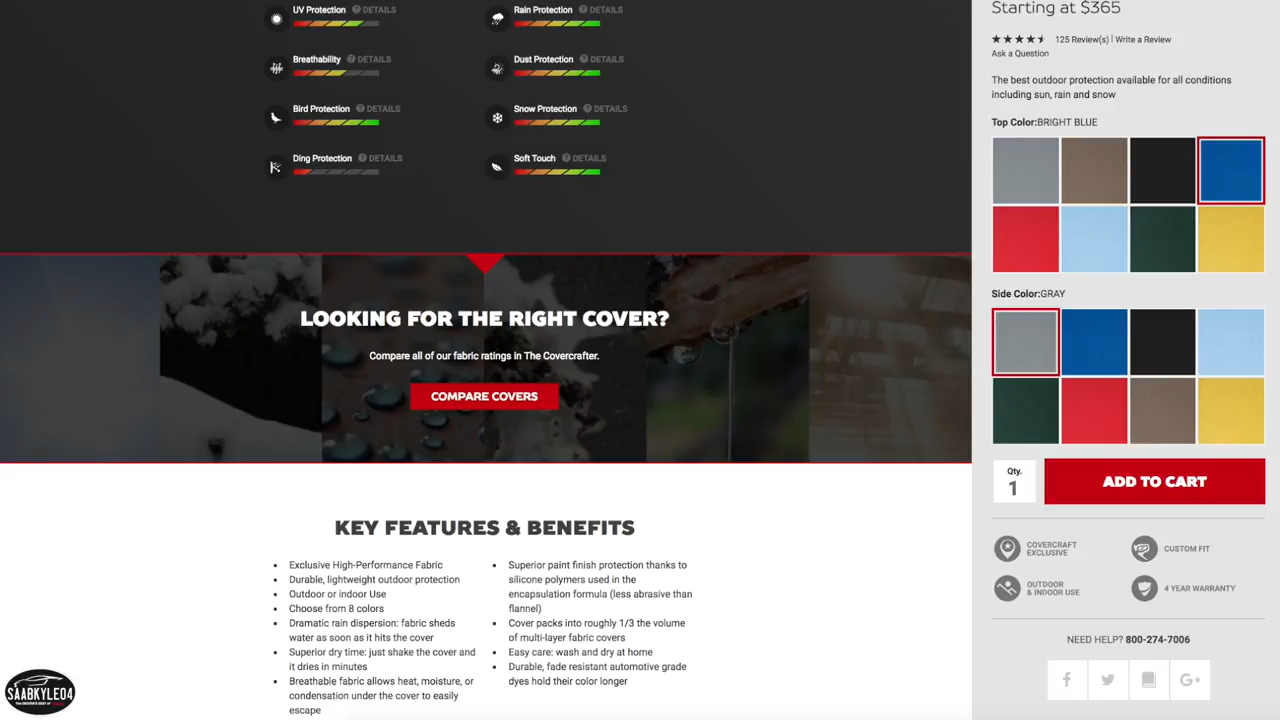 UV Protection ? DETAILS
Rain Protection ? DETAILS
Breathability ? DETAILS
Dust Protection ? DETAILS
Bird Protection ? DETAILS
Snow Protection ? DETAILS
Ding Protection ? DETAILS
Soft Touch ? DETAILS
LOOKING FOR THE RIGHT COVER?
Compare all of our fabric ratings in The Covercrafter.
COMPARE COVERS
KEY FEATURES & BENEFITS
• Exclusive High-Performance Fabric
• Durable, lightweight outdoor protection
• Outdoor or indoor Use
• Choose from 8 colors
• Dramatic rain dispersion: fabric sheds
water as soon as it hits the cover
• Superior dry time: just shake the cover and
it dries in minutes
• Breathable fabric allows heat, moisture, or
condensation under the cover to easily
escape
• Superior paint finish protection thanks to
silicone polymers used in the
encapsulation formula (less abrasive than
flannel)
• Cover packs into roughly 1/3 the volume
of multi-layer fabric covers
• Easy care: wash and dry at home
• Durable, fade resistant automotive grade
dyes hold their color longer
Starting at $365
125 Review(s) | Write a Review
Ask a Question
The best outdoor protection available for all conditions
including sun, rain and snow
Top Color:BRIGHT BLUE
Side Color:GRAY
Qty.
1
ADD TO CART
COVERCRAFT
EXCLUSIVE
CUSTOM FIT
OUTDOOR
& INDOOR USE
4 YEAR WARRANTY
NEED HELP? 800-274-7006
f
G+
SAABKYLE04